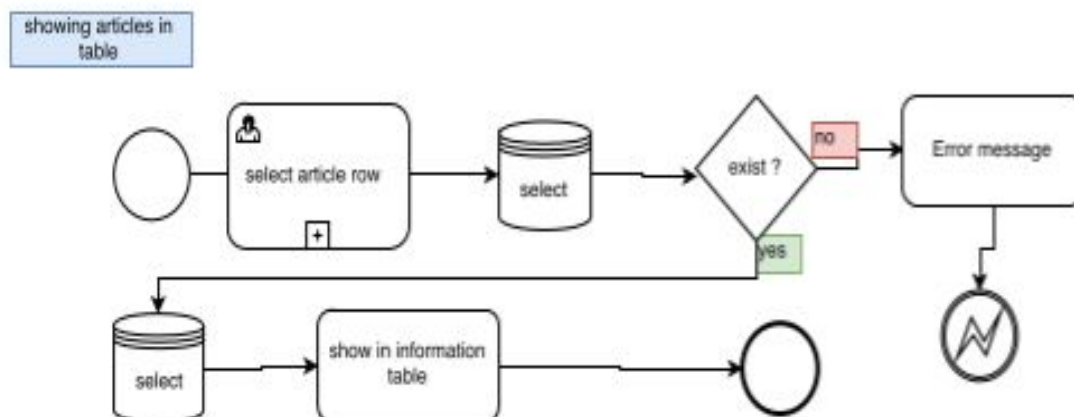 showing articles in
table
select article row
select
exist ?
no
Error message
yes
select
show in information
table